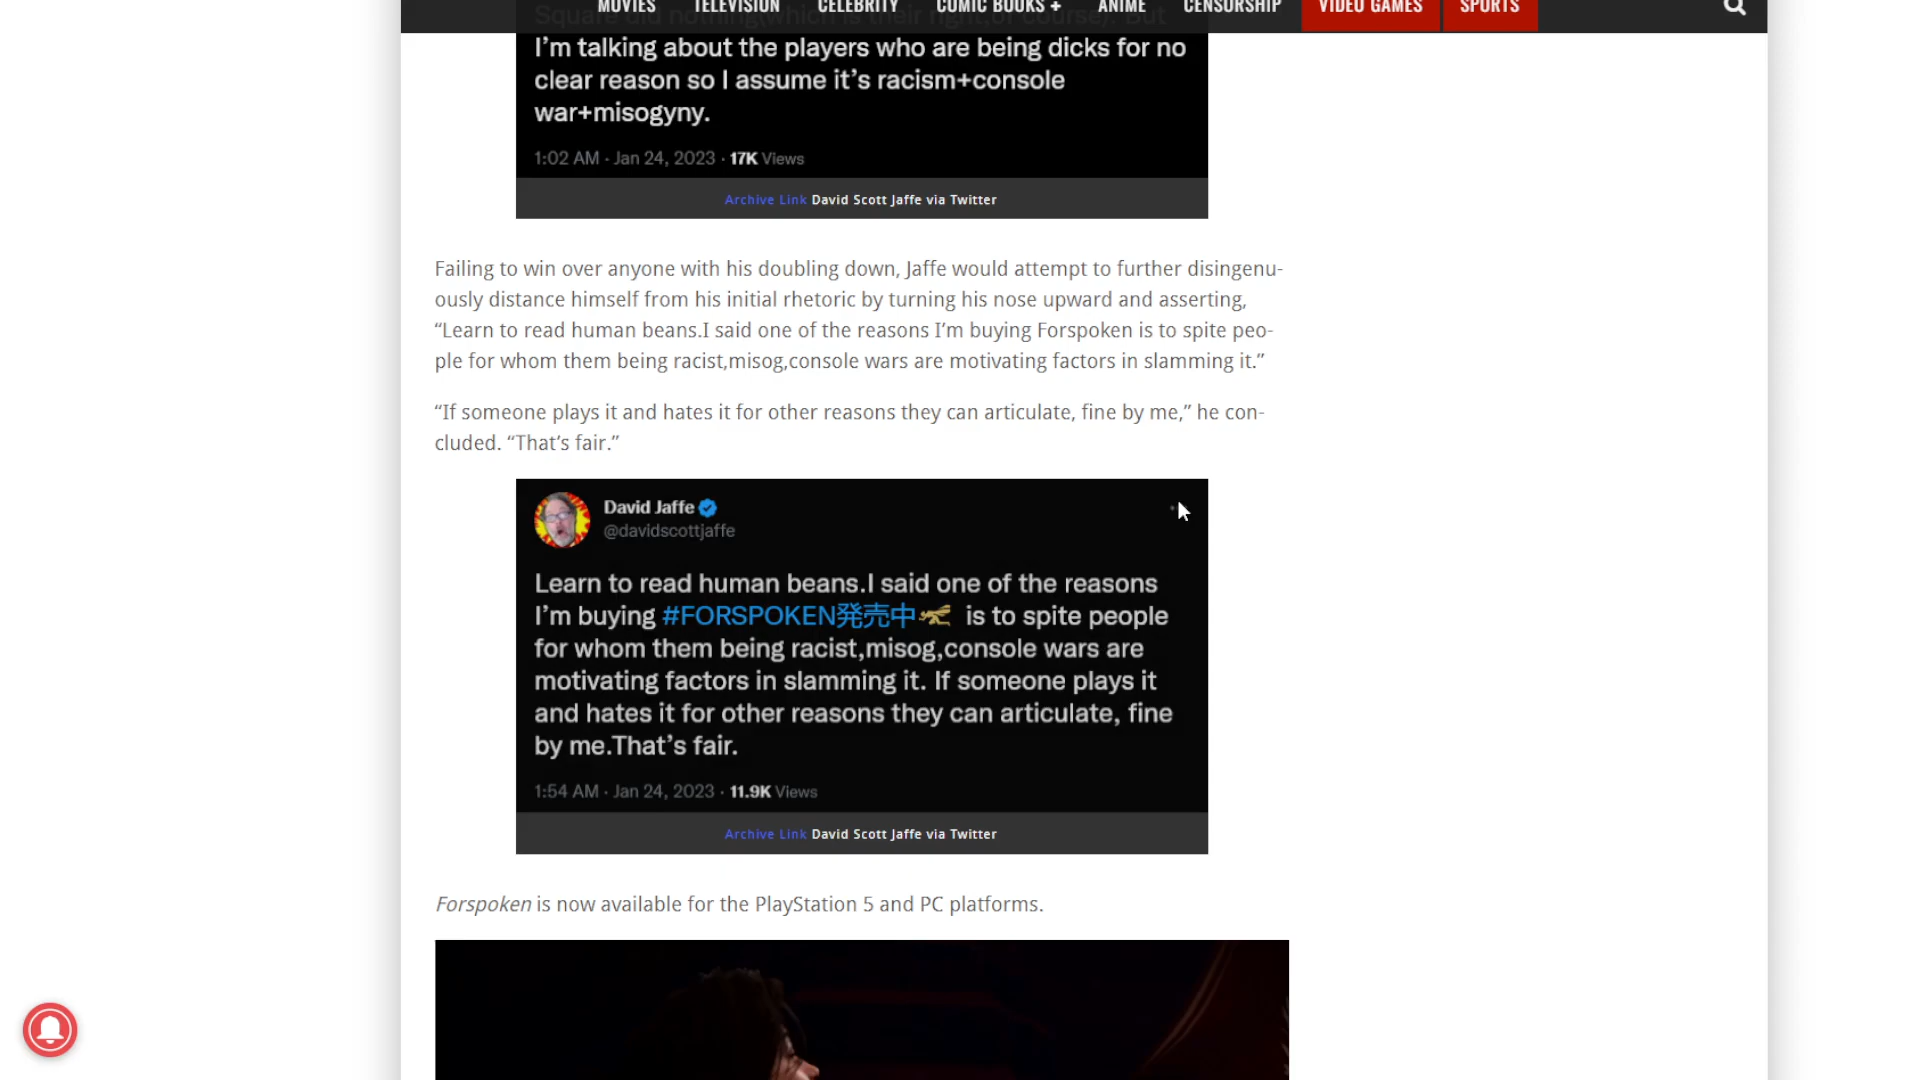 MOVIES TELEVISION CELEBRITY COMIC BOOKS + ANIME CENSORSHIP VIDEO GAMES SPORTS
Square did nothing(which is their right,of course). But
I'm talking about the players who are being dicks for no
clear reason so I assume it's racism+console
war+misogyny.
1:02 AM · Jan 24, 2023 · 17K Views
Archive Link David Scott Jaffe via Twitter
Failing to win over anyone with his doubling down, Jaffe would attempt to further disingenu-
ously distance himself from his initial rhetoric by turning his nose upward and asserting,
“Learn to read human beans.I said one of the reasons I'm buying Forspoken is to spite peo-
ple for whom them being racist,misog,console wars are motivating factors in slamming it.”
“If someone plays it and hates it for other reasons they can articulate, fine by me,” he con-
cluded. “That's fair.”
David Jaffe
@davidscottjaffe
Learn to read human beans.I said one of the reasons
I'm buying #FORSPOKEN発売中 is to spite people
for whom them being racist,misog,console wars are
motivating factors in slamming it. If someone plays it
and hates it for other reasons they can articulate, fine
by me.That's fair.
1:54 AM · Jan 24, 2023 · 11.9K Views
Archive Link David Scott Jaffe via Twitter
Forspoken is now available for the PlayStation 5 and PC platforms.